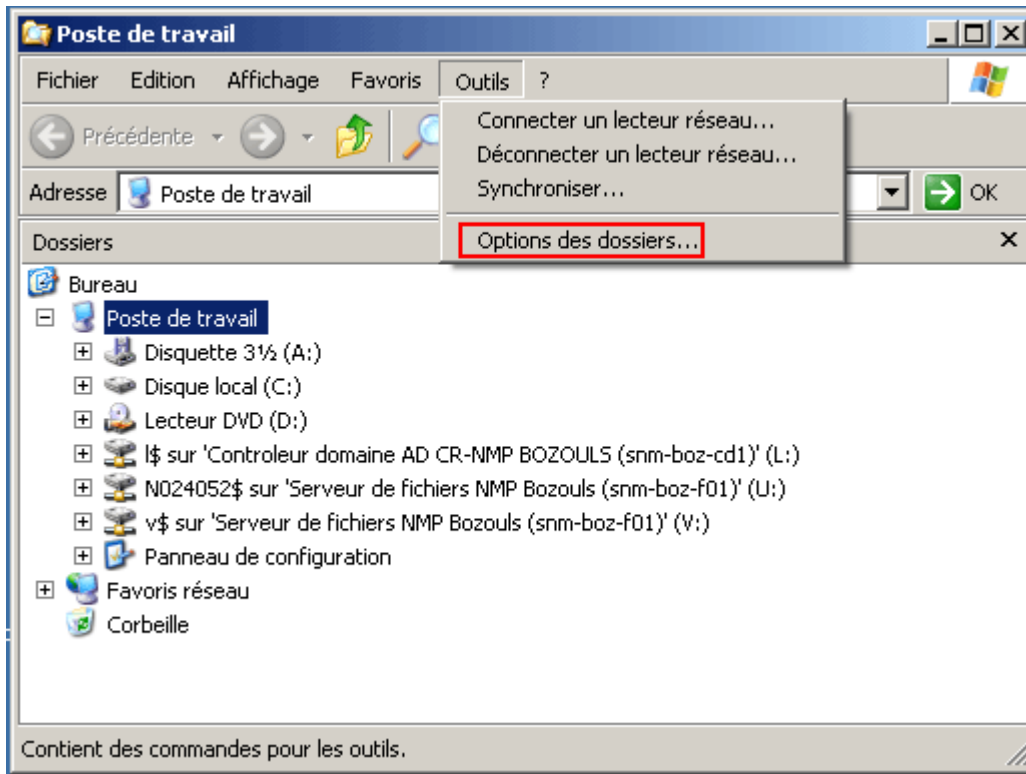 Poste de travail
Fichier Edition Affichage Favoris Outils ?
Précédente
Connecter un lecteur réseau...
Déconnecter un lecteur réseau...
Synchroniser...
Options des dossiers...
Adresse Poste de travail OK
Dossiers
Bureau
Poste de travail
Disquette 3½ (A:)
Disque local (C:)
Lecteur DVD (D:)
l$ sur 'Controleur domaine AD CR-NMP BOZOULS (snm-boz-cd1)' (L:)
N024052$ sur 'Serveur de fichiers NMP Bozouls (snm-boz-f01)' (U:)
v$ sur 'Serveur de fichiers NMP Bozouls (snm-boz-f01)' (V:)
Panneau de configuration
Favoris réseau
Corbeille
Contient des commandes pour les outils.